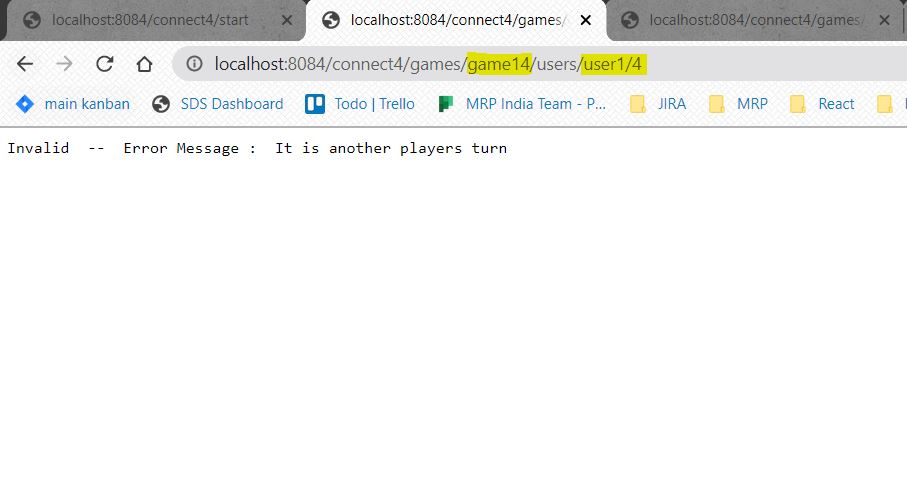 localhost:8084/connect4/start
localhost:8084/connect4/games/
localhost:8084/connect4/games/
localhost:8084/connect4/games/game14/users/user1/4
main kanban SDS Dashboard Todo | Trello MRP India Team - P... JIRA MRP React
Invalid -- Error Message : It is another players turn